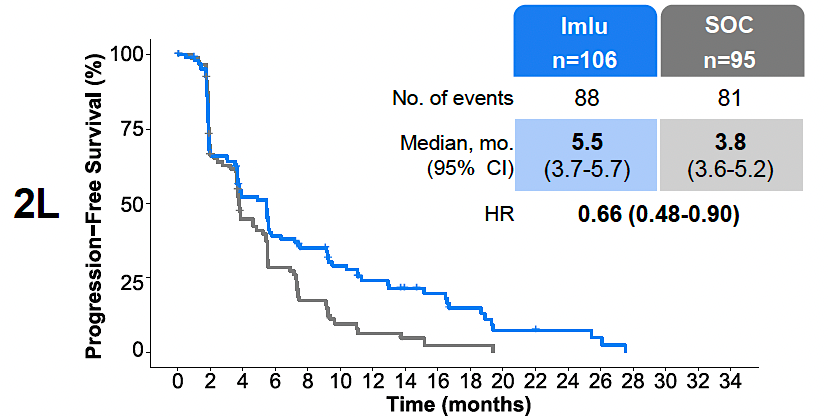 Imlu
SOC
n=106
n=95
No. of events
88
81
Median, mo.
5.5
3.8
(95% CI)
(3.7-5.7)
(3.6-5.2)
HR
0.66 (0.48-0.90)
2L
Progression–Free Survival (%)
100
75
50
25
0
0 2 4 6 8 10 12 14 16 18 20 22 24 26 28 30 32 34
Time (months)